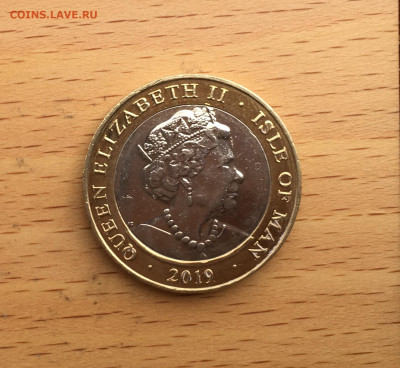 COINS.LAVE.RU
QUEEN ELIZABETH II · ISLE OF MAN
· 2019 ·